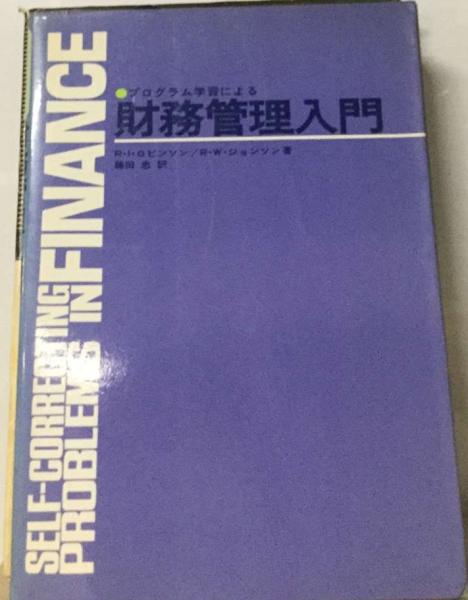 ●プログラム学習による
財務管理入門
R・I・ロビンソン/R・W・ジョンソン著
藤田 忠 訳
SELF-CORRECTING
PROBLEMS IN FINANCE